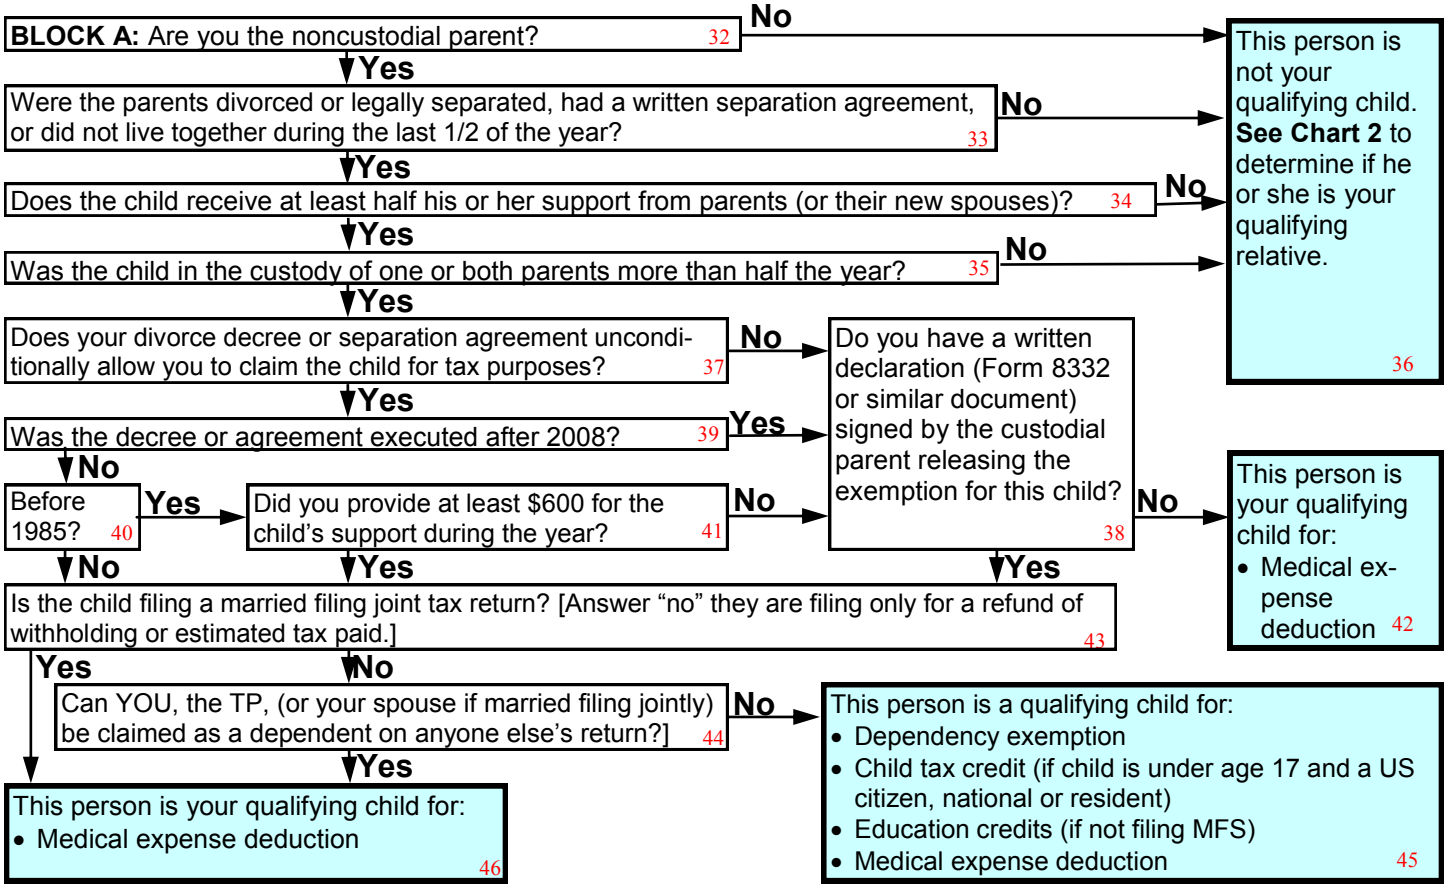 BLOCK A: Are you the noncustodial parent? 32
No
Yes
Were the parents divorced or legally separated, had a written separation agreement,
or did not live together during the last 1/2 of the year? 33
No
Yes
Does the child receive at least half his or her support from parents (or their new spouses)? 34
No
Yes
Was the child in the custody of one or both parents more than half the year? 35
No
Yes
This person is
not your
qualifying child.
See Chart 2 to
determine if he
or she is your
qualifying
relative.
36
Does your divorce decree or separation agreement uncondi-
tionally allow you to claim the child for tax purposes? 37
No
Yes
Was the decree or agreement executed after 2008? 39
Yes
No
Before
1985? 40
Yes
No
Did you provide at least $600 for the
child's support during the year? 41
No
Yes
Do you have a written
declaration (Form 8332
or similar document)
signed by the custodial
parent releasing the
exemption for this child?
38
No
Yes
This person is
your qualifying
child for:
• Medical ex-
pense
deduction 42
Is the child filing a married filing joint tax return? [Answer “no” they are filing only for a refund of
withholding or estimated tax paid.] 43
Yes
No
Can YOU, the TP, (or your spouse if married filing jointly)
be claimed as a dependent on anyone else's return?] 44
No
Yes
This person is a qualifying child for:
• Dependency exemption
• Child tax credit (if child is under age 17 and a US
citizen, national or resident)
• Education credits (if not filing MFS)
• Medical expense deduction 45
This person is your qualifying child for:
• Medical expense deduction
46